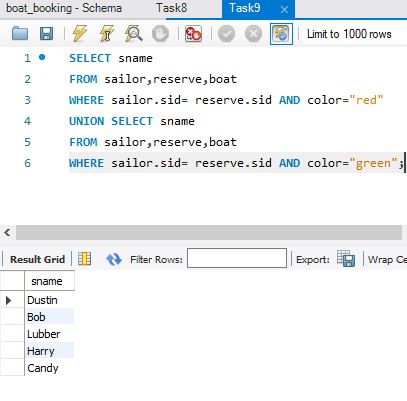 boat_booking - Schema Task8 Task9 ×
Limit to 1000 rows
1 SELECT sname
2 FROM sailor,reserve,boat
3 WHERE sailor.sid= reserve.sid AND color="red"
4 UNION SELECT sname
5 FROM sailor,reserve,boat
6 WHERE sailor.sid= reserve.sid AND color="green";
Result Grid Filter Rows: Export: Wrap Ce
sname
Dustin
Bob
Lubber
Harry
Candy